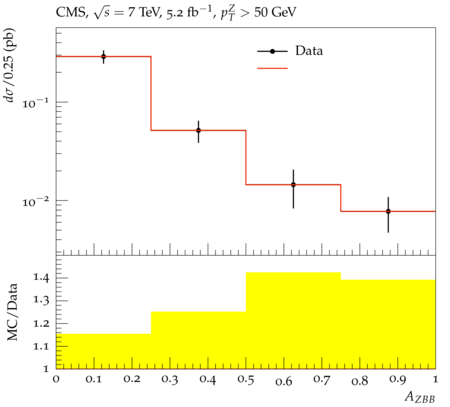 CMS, √s = 7 TeV, 5.2 fb⁻¹, p_T^Z > 50 GeV
Data
dσ/0.25 (pb)
10⁻¹
10⁻²
MC/Data
1.4
1.3
1.2
1.1
1
0 0.1 0.2 0.3 0.4 0.5 0.6 0.7 0.8 0.9 1
A_ZBB